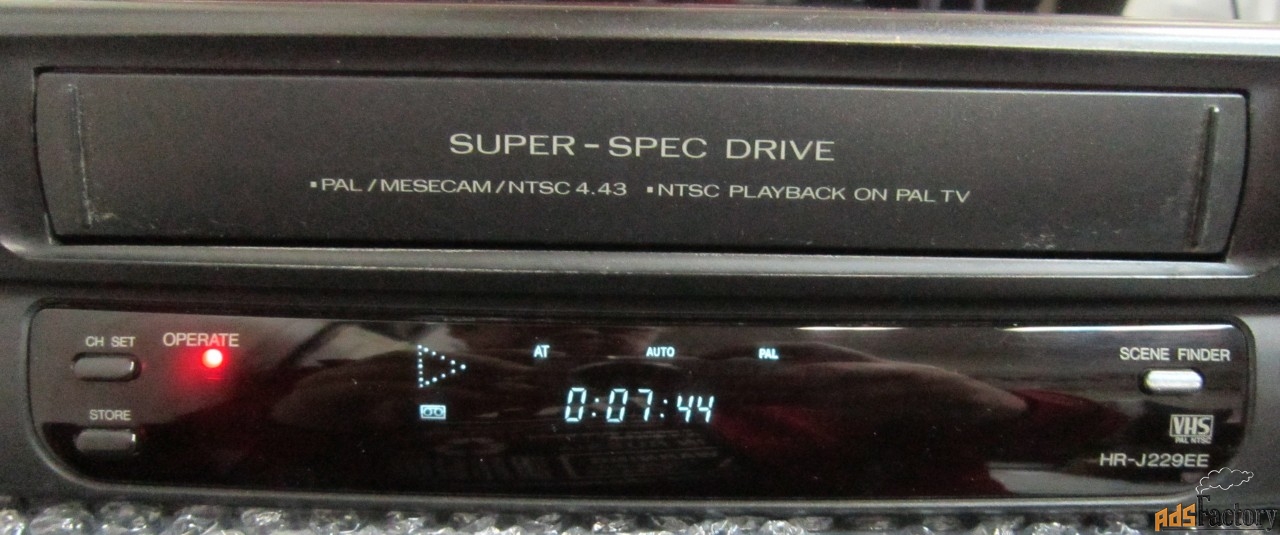 SUPER-SPEC DRIVE
▪PAL/MESECAM/NTSC 4.43 ▪NTSC PLAYBACK ON PAL TV
CH SET
OPERATE
STORE
AT AUTO PAL
0:07:44
SCENE FINDER
VHS
PAL NTSC
HR-J229EE
AdsFactory